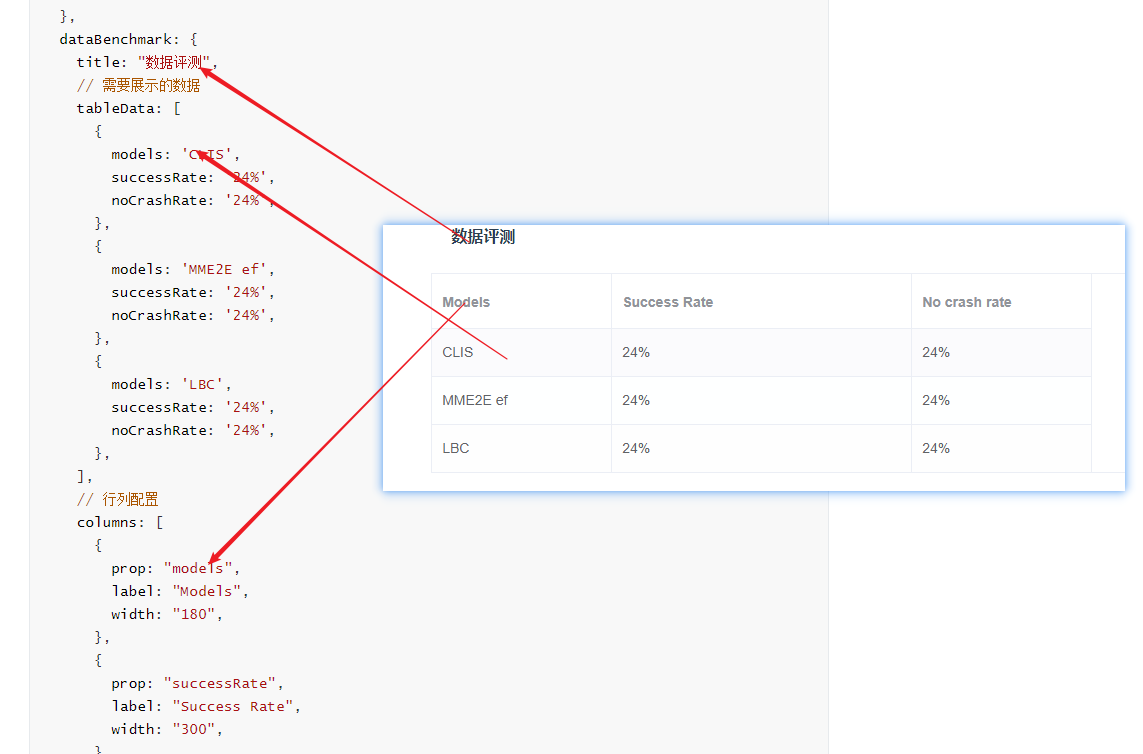 },
dataBenchmark: {
title: "数据评测",
// 需要展示的数据
tableData: [
{
models: 'CLIS',
successRate: '24%',
noCrashRate: '24%',
},
{
models: 'MME2E ef',
successRate: '24%',
noCrashRate: '24%',
},
{
models: 'LBC',
successRate: '24%',
noCrashRate: '24%',
},
],
// 行列配置
columns: [
{
prop: "models",
label: "Models",
width: "180",
},
{
prop: "successRate",
label: "Success Rate",
width: "300",
}
数据评测
Models Success Rate No crash rate
CLIS 24% 24%
MME2E ef 24% 24%
LBC 24% 24%